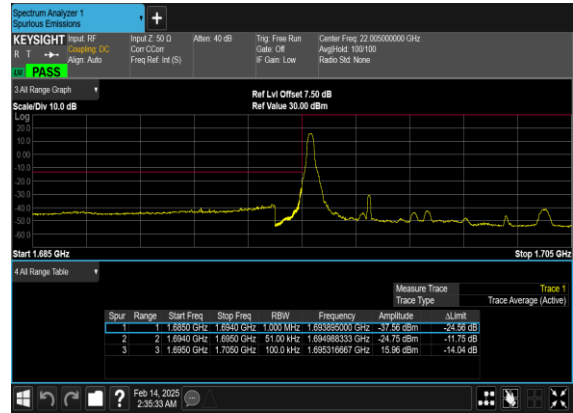 Spectrum Analyzer 1
Spurious Emissions
KEYSIGHT Input: RF Input Z: 50 Ω Atten: 40 dB Trig: Free Run Center Freq: 22.005000000 GHz
R T Coupling: DC Corr CCorr Gate: Off Avg|Hold: 100/100
Align: Auto Freq Ref: Int (S) IF Gain: Low Radio Std: None
PASS
3 All Range Graph
Ref Lvl Offset 7.50 dB
Scale/Div 10.0 dB Ref Value 30.00 dBm
Log
20.0
10.0
0.00
-10.0
-20.0
-30.0
-40.0
-50.0
-60.0
Start 1.685 GHz Stop 1.705 GHz
4 All Range Table
Measure Trace Trace 1
Trace Type Trace Average (Active)
Spur Range Start Freq Stop Freq RBW Frequency Amplitude ΔLimit
1 1 1.6850 GHz 1.6940 GHz 1.000 MHz 1.693895000 GHz -37.56 dBm -24.56 dB
2 2 1.6940 GHz 1.6950 GHz 51.00 kHz 1.694988333 GHz -24.75 dBm -11.75 dB
3 3 1.6950 GHz 1.7050 GHz 100.0 kHz 1.695316667 GHz 15.96 dBm -14.04 dB
? Feb 14, 2025
2:35:33 AM